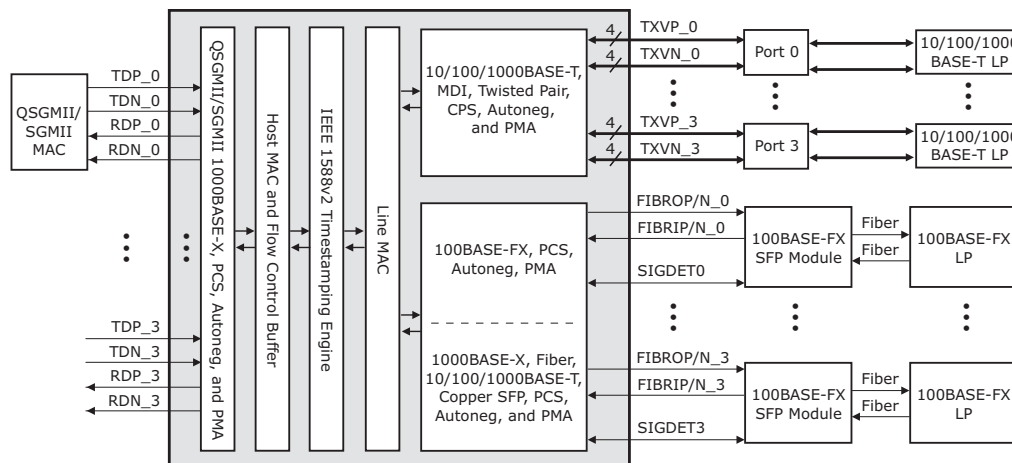 QSGMII/
SGMII
MAC
TDP_0
TDN_0
RDP_0
RDN_0
TDP_3
TDN_3
RDP_3
RDN_3
QSGMII/SGMII 1000BASE-X, PCS, Autoneg, and PMA
Host MAC and Flow Control Buffer
IEEE 1588v2 Timestamping Engine
Line MAC
10/100/1000BASE-T,
MDI, Twisted Pair,
CPS, Autoneg,
and PMA
100BASE-FX, PCS,
Autoneg, PMA
1000BASE-X, Fiber,
10/100/1000BASE-T,
Copper SFP, PCS,
Autoneg, and PMA
4 TXVP_0
4 TXVN_0
4 TXVP_3
4 TXVN_3
Port 0
Port 3
10/100/1000
BASE-T LP
10/100/1000
BASE-T LP
FIBROP/N_0
FIBRIP/N_0
SIGDET0
100BASE-FX
SFP Module
Fiber
Fiber
100BASE-FX
LP
FIBROP/N_3
FIBRIP/N_3
SIGDET3
100BASE-FX
SFP Module
Fiber
Fiber
100BASE-FX
LP